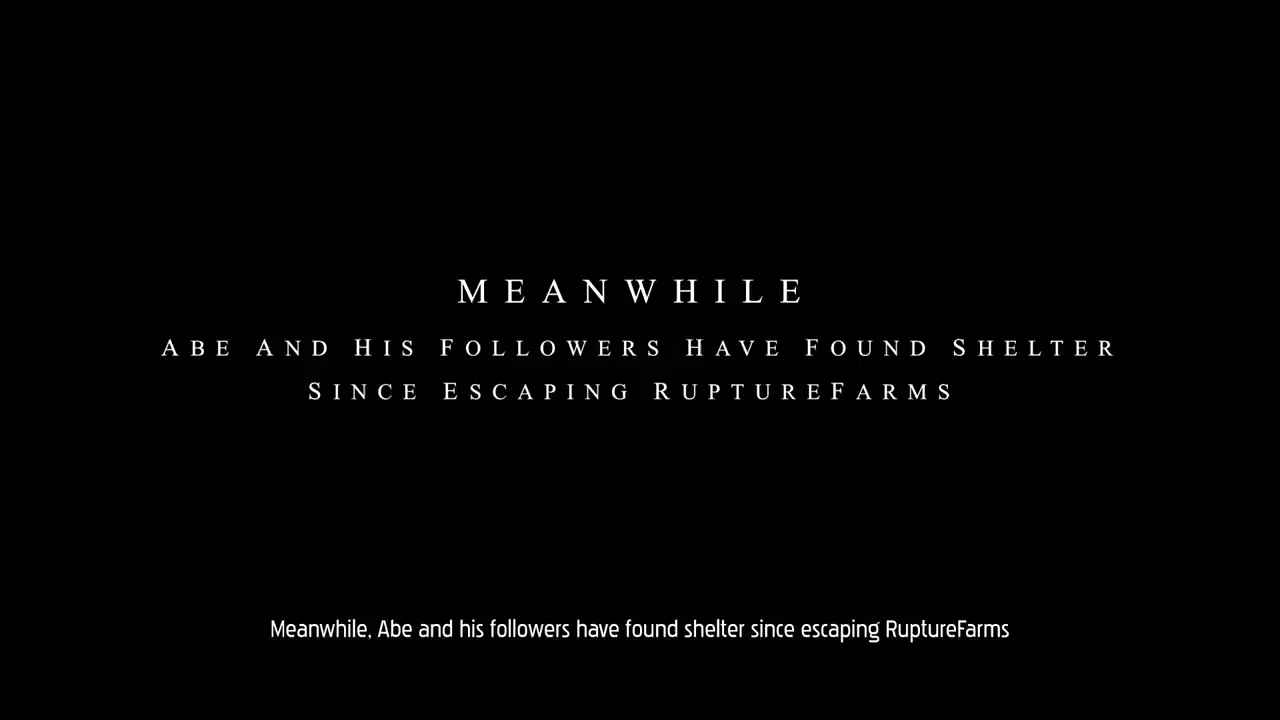 MEANWHILE
ABE AND HIS FOLLOWERS HAVE FOUND SHELTER
SINCE ESCAPING RUPTUREFARMS
Meanwhile, Abe and his followers have found shelter since escaping RuptureFarms